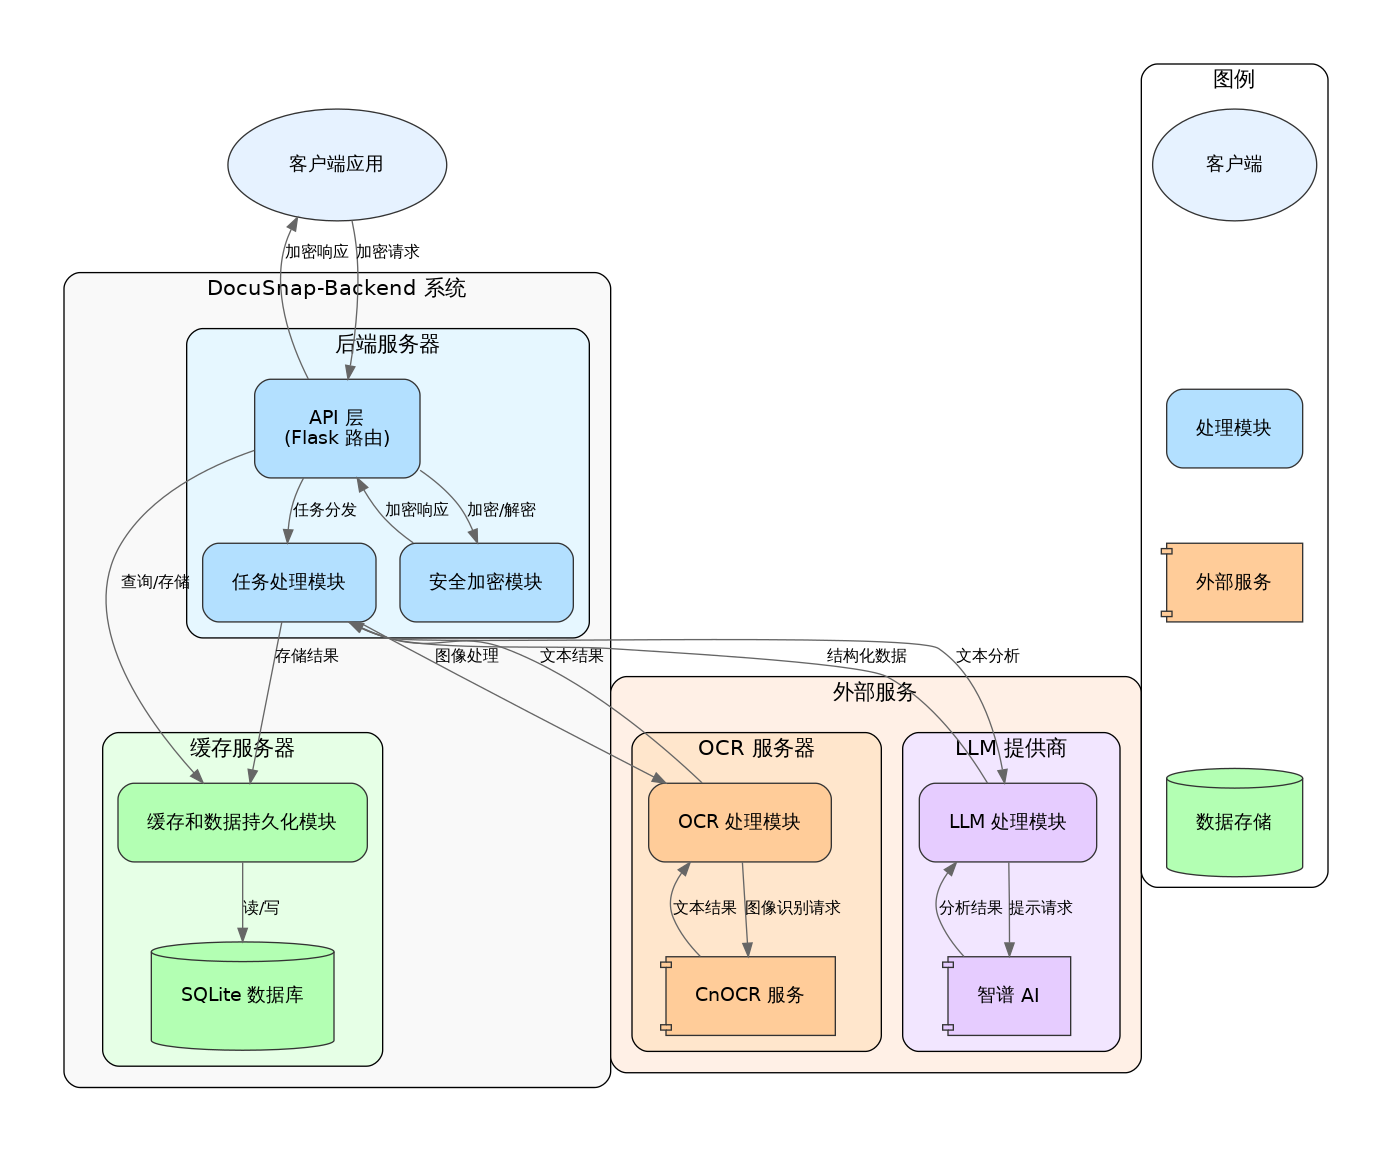 图例
客户端应用
客户端
加密响应
加密请求
DocuSnap-Backend 系统
后端服务器
API 层
(Flask 路由)
处理模块
任务分发
加密响应
加密/解密
查询/存储
任务处理模块
安全加密模块
外部服务
存储结果
图像处理
文本结果
结构化数据
文本分析
外部服务
缓存服务器
OCR 服务器
LLM 提供商
缓存和数据持久化模块
OCR 处理模块
LLM 处理模块
数据存储
读/写
文本结果
图像识别请求
分析结果
提示请求
SQLite 数据库
CnOCR 服务
智谱 AI